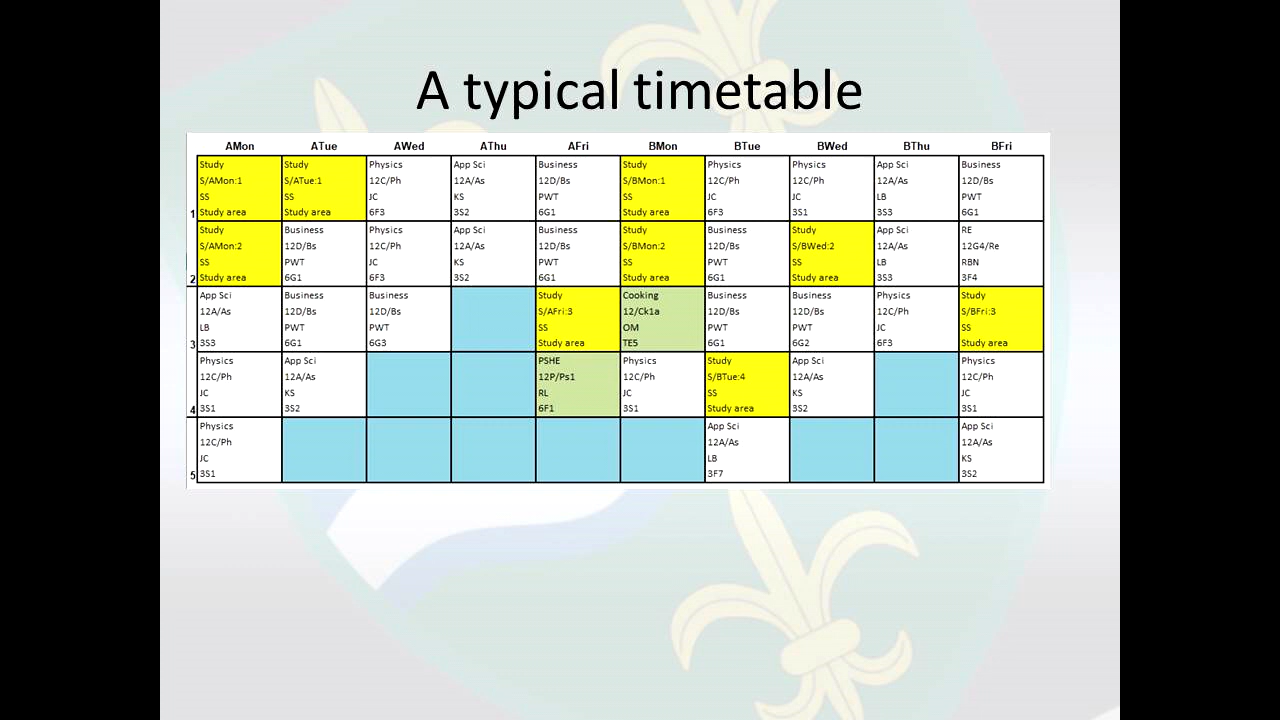 A typical timetable
AMon ATue AWed AThu AFri BMon BTue BWed BThu BFri
Study Study Physics App Sci Business Study Physics Physics App Sci Business
S/AMon:1 S/ATue:1 12C/Ph 12A/As 12D/Bs S/BMon:1 12C/Ph 12C/Ph 12A/As 12D/Bs
SS SS JC KS PWT SS JC JC LB PWT
1 Study area Study area 6F3 3S2 6G1 Study area 6F3 3S1 3S3 6G1
Study Business Physics App Sci Business Study Business Study App Sci RE
S/AMon:2 12D/Bs 12C/Ph 12A/As 12D/Bs S/BMon:2 12D/Bs S/BWed:2 12A/As 12G4/Re
SS PWT JC KS PWT SS PWT SS LB RBN
2 Study area 6G1 6F3 3S2 6G1 Study area 6G1 Study area 3S3 3F4
App Sci Business Business Study Cooking Business Business Physics Study
12A/As 12D/Bs 12D/Bs S/AFri:3 12/Ck1a 12D/Bs 12D/Bs 12C/Ph S/BFri:3
LB PWT PWT SS OM PWT PWT JC SS
3 3S3 6G1 6G3 Study area TE5 6G1 6G2 6F3 Study area
Physics App Sci PSHE Physics Study App Sci Physics
12C/Ph 12A/As 12P/Ps1 12C/Ph S/BTue:4 12A/As 12C/Ph
JC KS RL JC SS KS JC
4 3S1 3S2 6F1 3S1 Study area 3S2 3S1
Physics App Sci App Sci
12C/Ph 12A/As 12A/As
JC LB KS
5 3S1 3F7 3S2